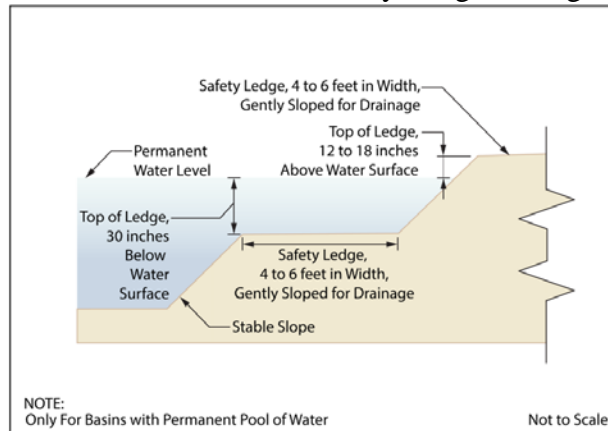 Safety Ledge, 4 to 6 feet in Width,
Gently Sloped for Drainage
Top of Ledge,
12 to 18 inches
Above Water Surface
Permanent
Water Level
Top of Ledge,
30 inches
Below
Water
Surface
Safety Ledge,
4 to 6 feet in Width,
Gently Sloped for Drainage
Stable Slope
NOTE:
Only For Basins with Permanent Pool of Water
Not to Scale